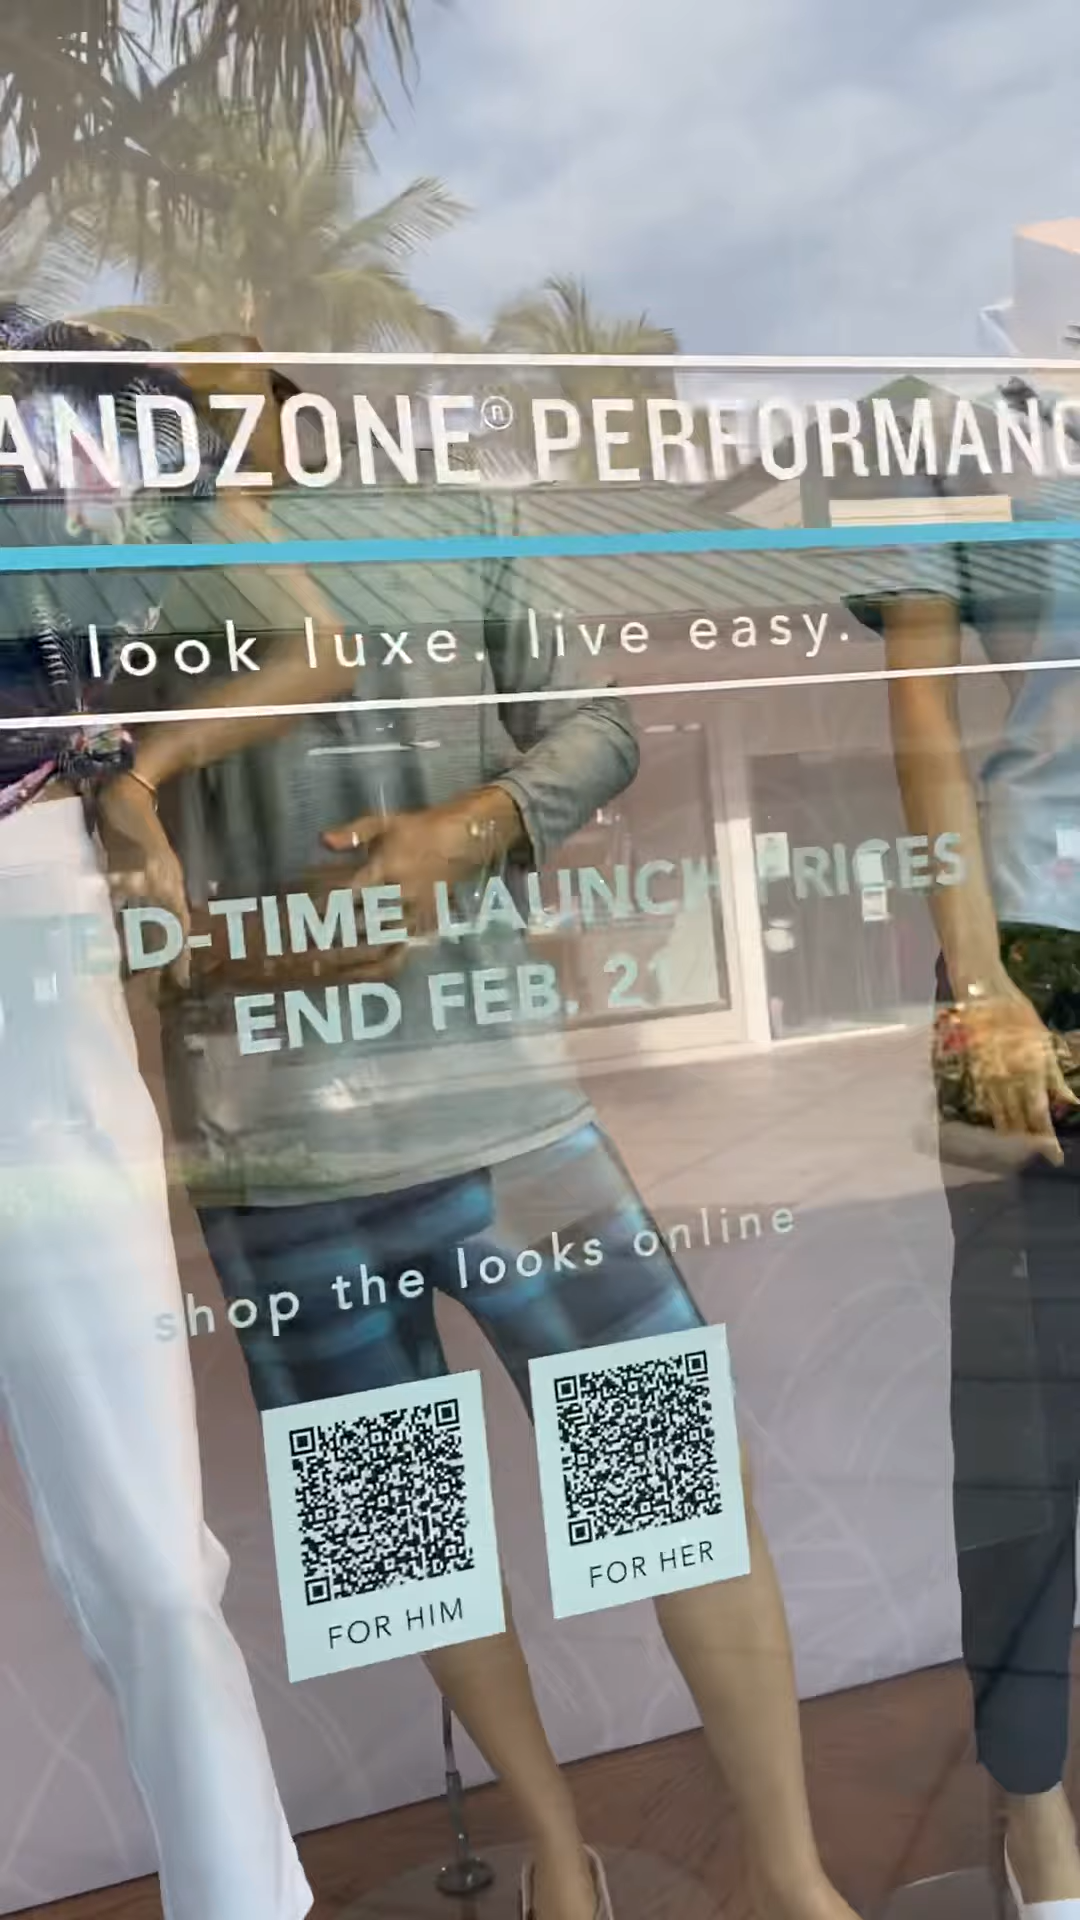 ANDZONE® PERFORMANC
look luxe. live easy.
ED-TIME LAUNCH PRICES
END FEB. 21
shop the looks online
FOR HIM
FOR HER